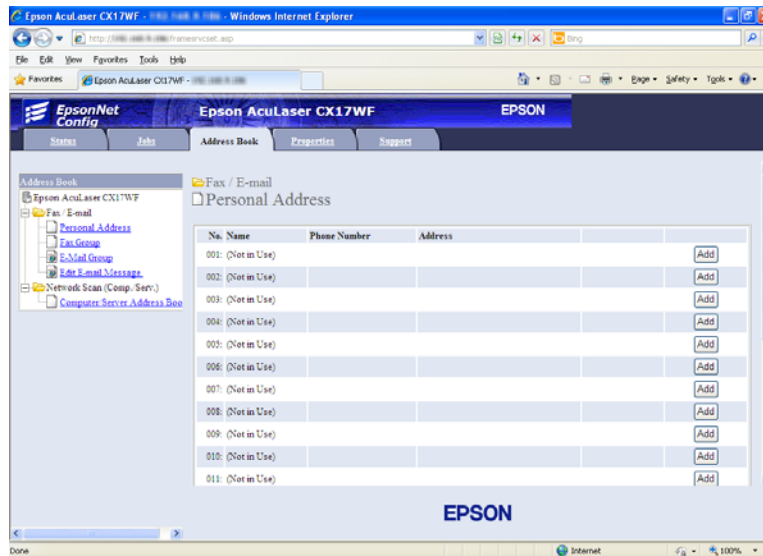 Epson AcuLaser CX17WF - - Windows Internet Explorer
http:// framesrvcset.asp
Bing
File Edit View Favorites Tools Help
Favorites Epson AcuLaser CX17WF -
Page Safety Tools
EpsonNet Config Epson AcuLaser CX17WF EPSON
Status Jobs Address Book Properties Support
Address Book
Epson AcuLaser CX17WF
Fax / E-mail
Personal Address
Fax Group
E-Mail Group
Edit E-mail Message
Network Scan (Comp. Serv.)
Computer Server Address Boo
Fax / E-mail
Personal Address
No. Name Phone Number Address
001: (Not in Use) Add
002: (Not in Use) Add
003: (Not in Use) Add
004: (Not in Use) Add
005: (Not in Use) Add
006: (Not in Use) Add
007: (Not in Use) Add
008: (Not in Use) Add
009: (Not in Use) Add
010: (Not in Use) Add
011: (Not in Use) Add
EPSON
Done Internet 100%